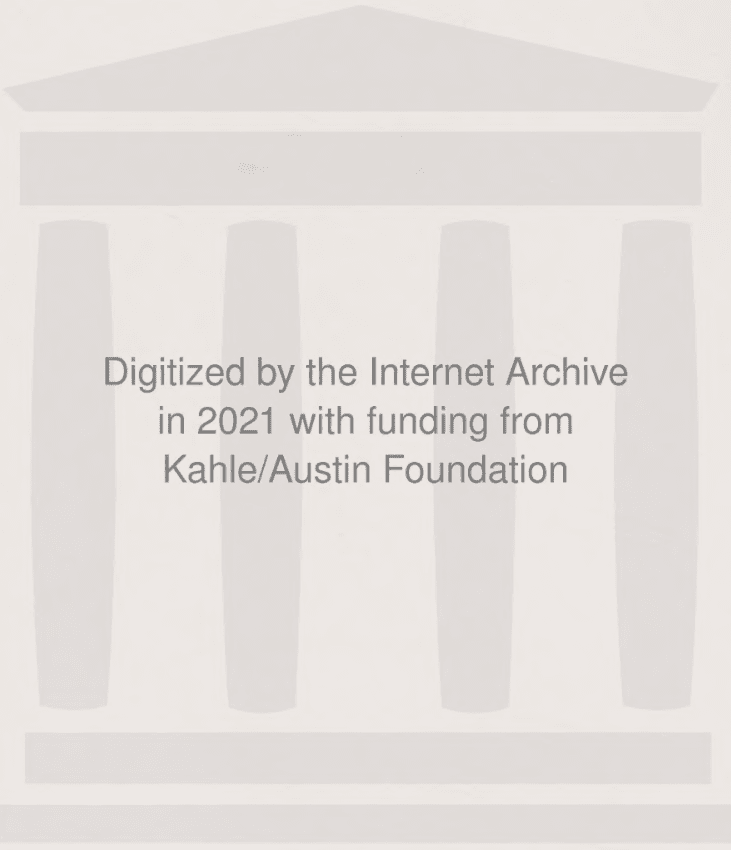 Digitized by the Internet Archive
in 2021 with funding from
Kahle/Austin Foundation